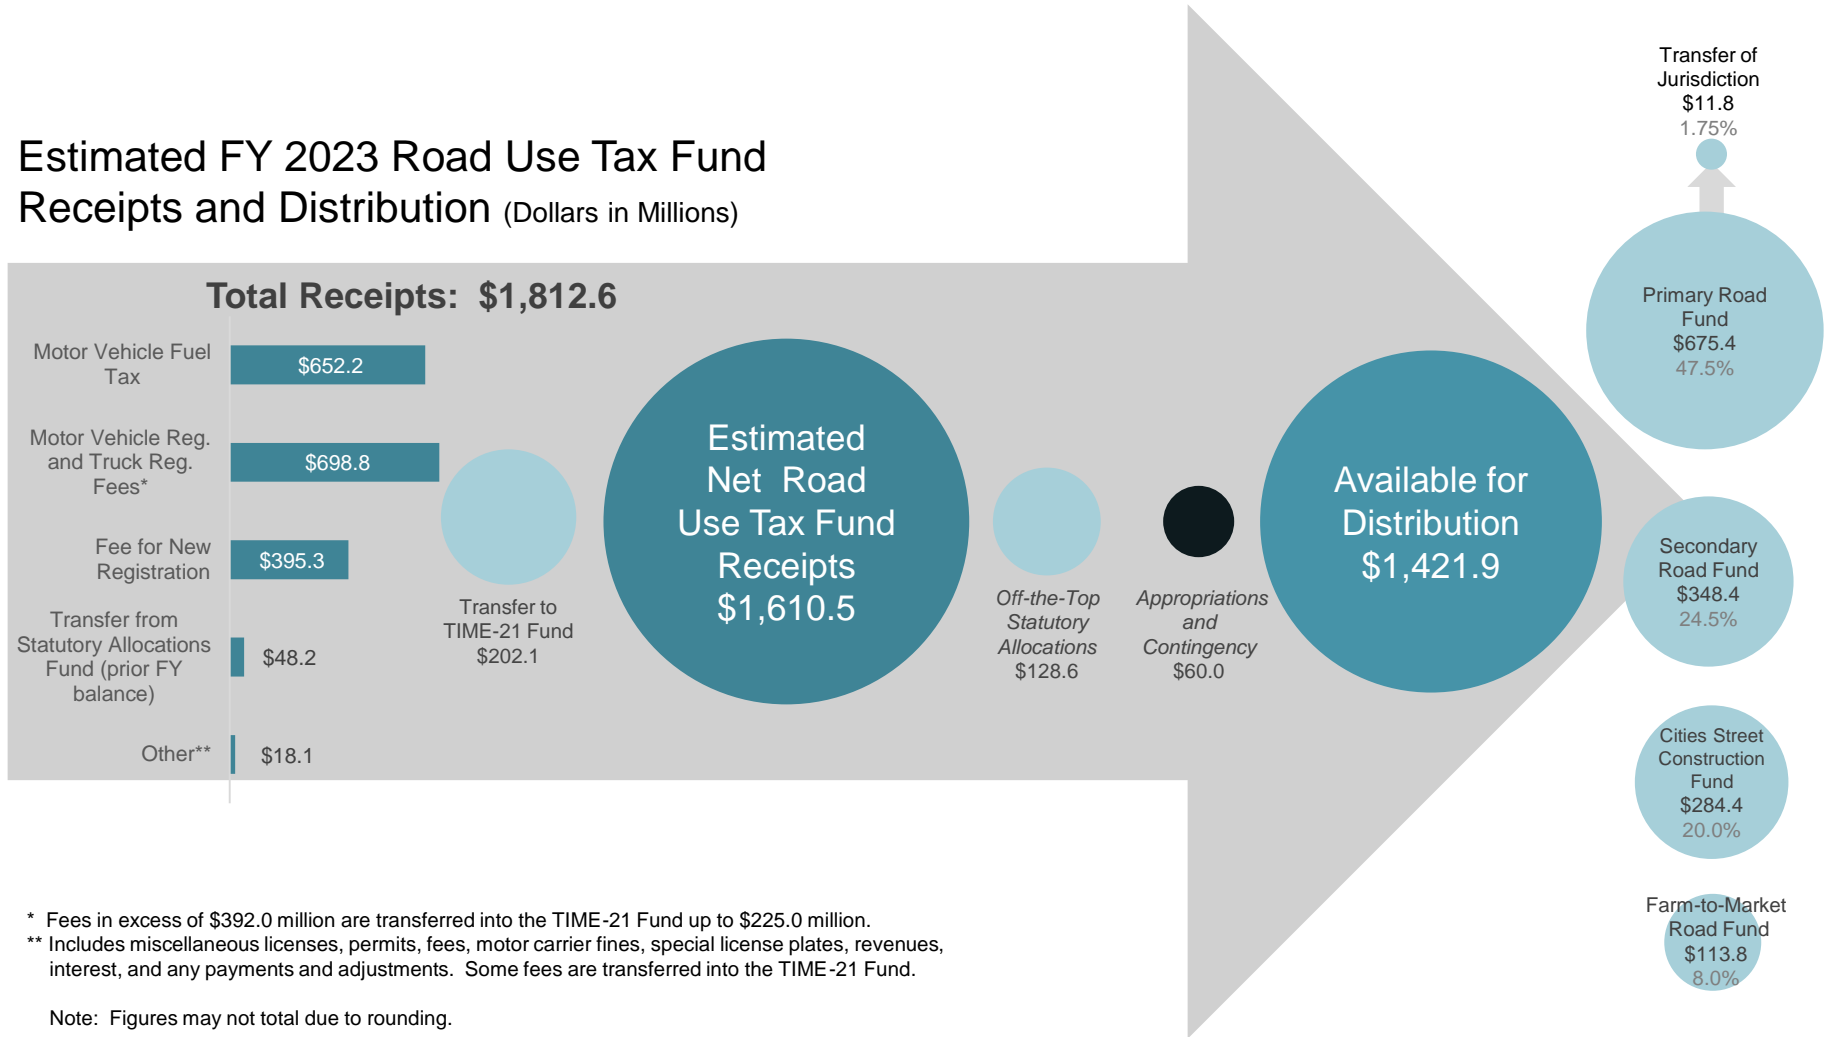 Estimated FY 2023 Road Use Tax Fund
Receipts and Distribution (Dollars in Millions)
Total Receipts: $1,812.6
Motor Vehicle Fuel
Tax
$652.2
Motor Vehicle Reg.
and Truck Reg.
Fees*
$698.8
Fee for New
Registration
$395.3
Transfer from
Statutory Allocations
Fund (prior FY
balance)
$48.2
Other**
$18.1
Transfer to
TIME-21 Fund
$202.1
Estimated
Net Road
Use Tax Fund
Receipts
$1,610.5
Off-the-Top
Statutory
Allocations
$128.6
Appropriations
and
Contingency
$60.0
Available for
Distribution
$1,421.9
Transfer of
Jurisdiction
$11.8
1.75%
Primary Road
Fund
$675.4
47.5%
Secondary
Road Fund
$348.4
24.5%
Cities Street
Construction
Fund
$284.4
20.0%
Farm-to-Market
Road Fund
$113.8
8.0%
* Fees in excess of $392.0 million are transferred into the TIME-21 Fund up to $225.0 million.
** Includes miscellaneous licenses, permits, fees, motor carrier fines, special license plates, revenues,
interest, and any payments and adjustments. Some fees are transferred into the TIME-21 Fund.
Note: Figures may not total due to rounding.